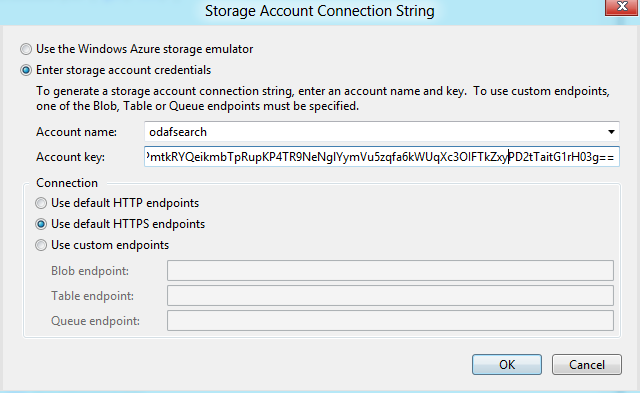 Storage Account Connection String
Use the Windows Azure storage emulator
Enter storage account credentials
To generate a storage account connection string, enter an account name and key. To use custom endpoints,
one of the Blob, Table or Queue endpoints must be specified.
Account name: odafsearch
Account key:
Connection
Use default HTTP endpoints
Use default HTTPS endpoints
Use custom endpoints
Blob endpoint:
Table endpoint:
Queue endpoint:
OK Cancel